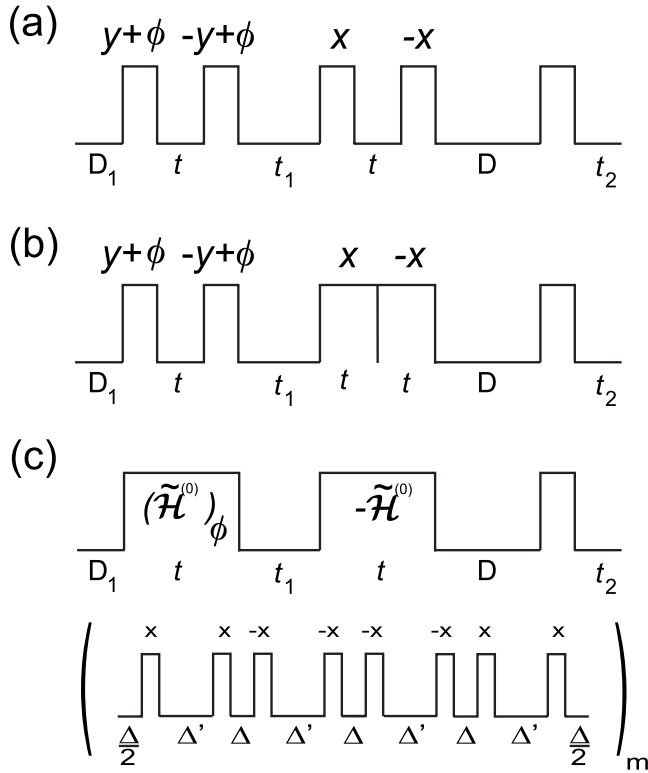 (a)
y+ϕ -y+ϕ x -x
D₁ t t₁ t D t₂
(b)
y+ϕ -y+ϕ x -x
D₁ t t₁ t t D t₂
(c)
(𝓗̃⁽⁰⁾)ϕ -𝓗̃⁽⁰⁾
D₁ t t₁ t D t₂
x x -x -x -x -x x x
( Δ/2 Δ' Δ Δ' Δ Δ' Δ Δ' Δ/2 )m